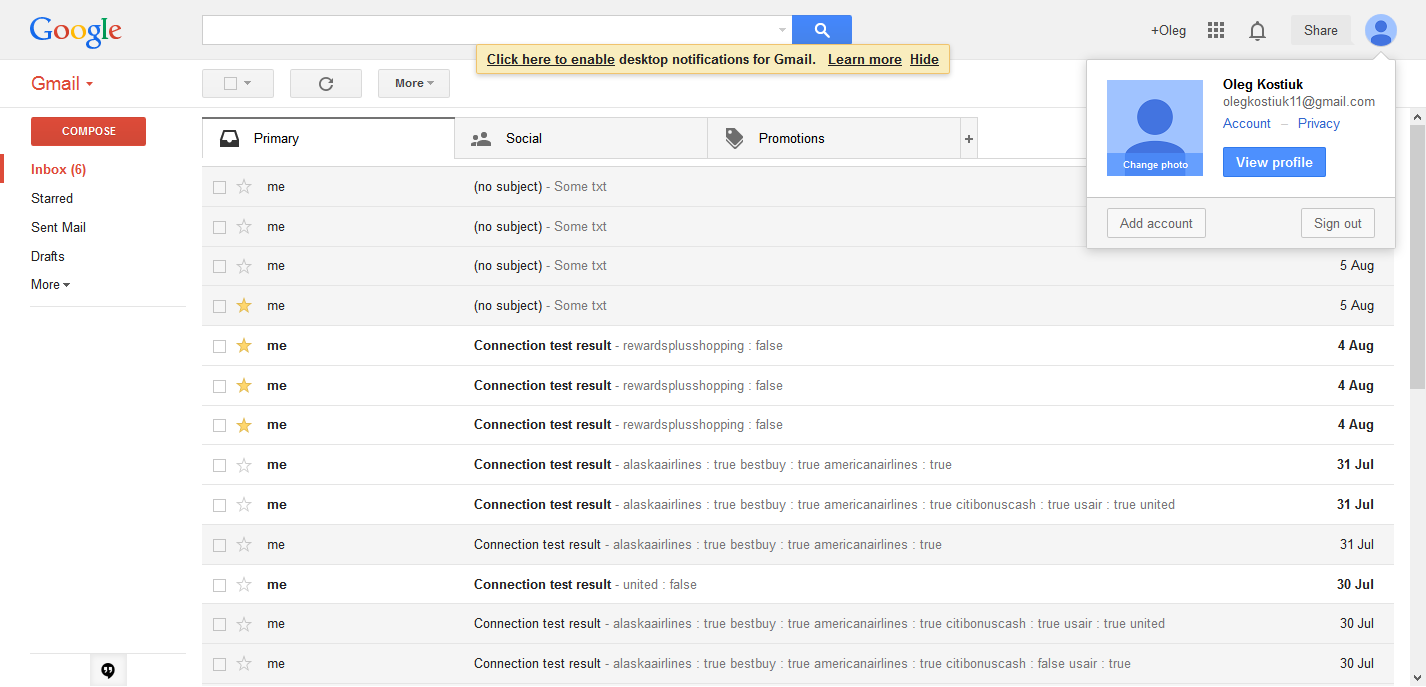 Google
+Oleg
Share
Click here to enable desktop notifications for Gmail. Learn more Hide
Gmail
More
Oleg Kostiuk
olegkostiuk11@gmail.com
Account – Privacy
Change photo
View profile
Add account
Sign out
COMPOSE
Inbox (6)
Starred
Sent Mail
Drafts
More
Primary
Social
Promotions
+
me (no subject) - Some txt
me (no subject) - Some txt
me (no subject) - Some txt 5 Aug
me (no subject) - Some txt 5 Aug
me Connection test result - rewardsplusshopping : false 4 Aug
me Connection test result - rewardsplusshopping : false 4 Aug
me Connection test result - rewardsplusshopping : false 4 Aug
me Connection test result - alaskaairlines : true bestbuy : true americanairlines : true 31 Jul
me Connection test result - alaskaairlines : true bestbuy : true americanairlines : true citibonuscash : true usair : true united 31 Jul
me Connection test result - alaskaairlines : true bestbuy : true americanairlines : true 31 Jul
me Connection test result - united : false 30 Jul
me Connection test result - alaskaairlines : true bestbuy : true americanairlines : true citibonuscash : true usair : true united 30 Jul
me Connection test result - alaskaairlines : true bestbuy : true americanairlines : true citibonuscash : false usair : true 30 Jul